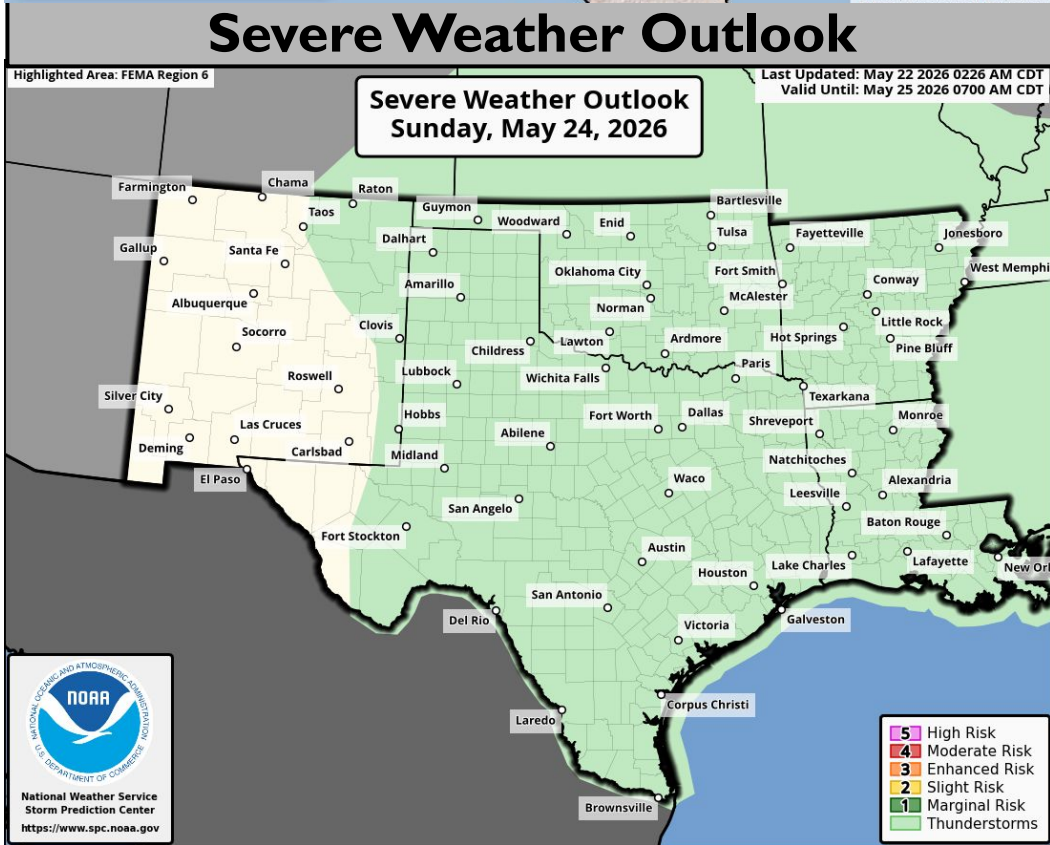 Severe Weather Outlook
Highlighted Area: FEMA Region 6
Last Updated: May 22 2026 0226 AM CDT
Valid Until: May 25 2026 0700 AM CDT
Severe Weather Outlook
Sunday, May 24, 2026
Farmington
Chama
Raton
Taos
Guymon
Bartlesville
Woodward
Enid
Tulsa
Fayetteville
Jonesboro
Gallup
Santa Fe
Dalhart
Oklahoma City
Fort Smith
West Memphi
Amarillo
Conway
Albuquerque
Norman
McAlester
Socorro
Clovis
Little Rock
Childress
Lawton
Ardmore
Hot Springs
Pine Bluff
Roswell
Lubbock
Wichita Falls
Paris
Silver City
Texarkana
Las Cruces
Hobbs
Fort Worth
Dallas
Shreveport
Monroe
Deming
Carlsbad
Midland
Abilene
Natchitoches
El Paso
Waco
Leesville
Alexandria
San Angelo
Baton Rouge
Fort Stockton
Austin
Houston
Lake Charles
Lafayette
New Orl
San Antonio
Del Rio
Victoria
Galveston
Laredo
Corpus Christi
Brownsville
NATIONAL OCEANIC AND ATMOSPHERIC ADMINISTRATION
NOAA
U.S. DEPARTMENT OF COMMERCE
National Weather Service
Storm Prediction Center
https://www.spc.noaa.gov
5 High Risk
4 Moderate Risk
3 Enhanced Risk
2 Slight Risk
1 Marginal Risk
Thunderstorms